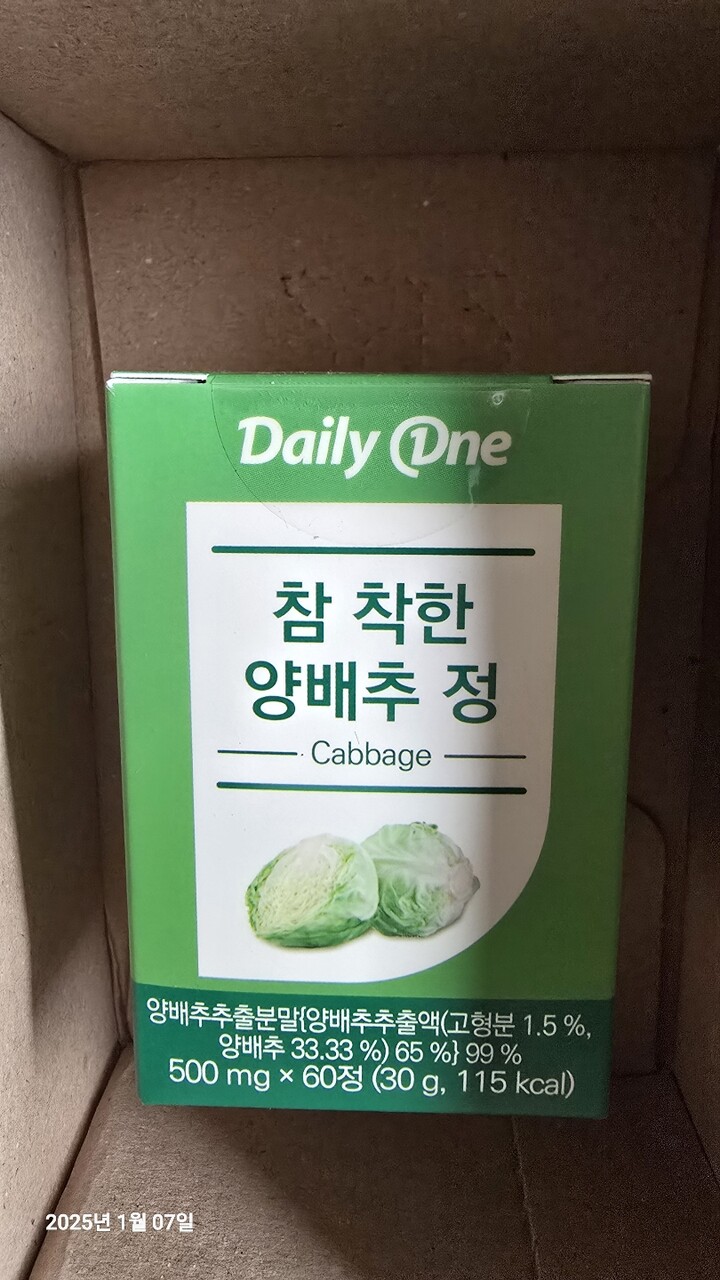 Daily One
참 착한
양배추 정
Cabbage
양배추추출분말{양배추추출액(고형분 1.5 %,
양배추 33.33 %) 65 %} 99 %
500 mg × 60정 (30 g, 115 kcal)
2025년 1월 07일